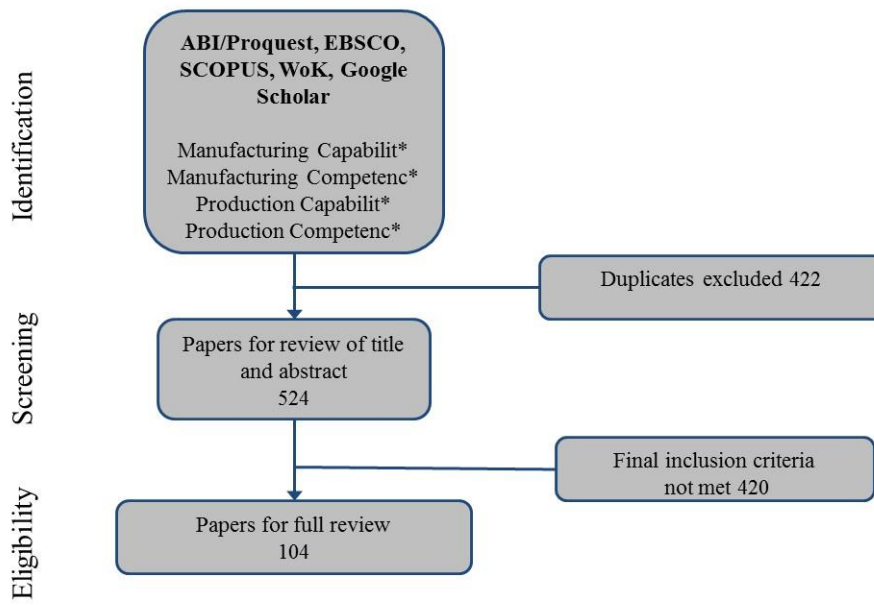 Identification
ABI/Proquest, EBSCO,
SCOPUS, WoK, Google
Scholar
Manufacturing Capabilit*
Manufacturing Competenc*
Production Capabilit*
Production Competenc*
Duplicates excluded 422
Screening
Papers for review of title
and abstract
524
Final inclusion criteria
not met 420
Eligibility
Papers for full review
104